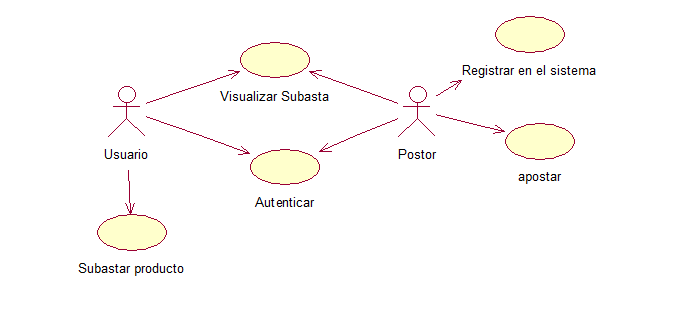 Registrar en el sistema
Visualizar Subasta
Usuario
Postor
apostar
Autenticar
Subastar producto